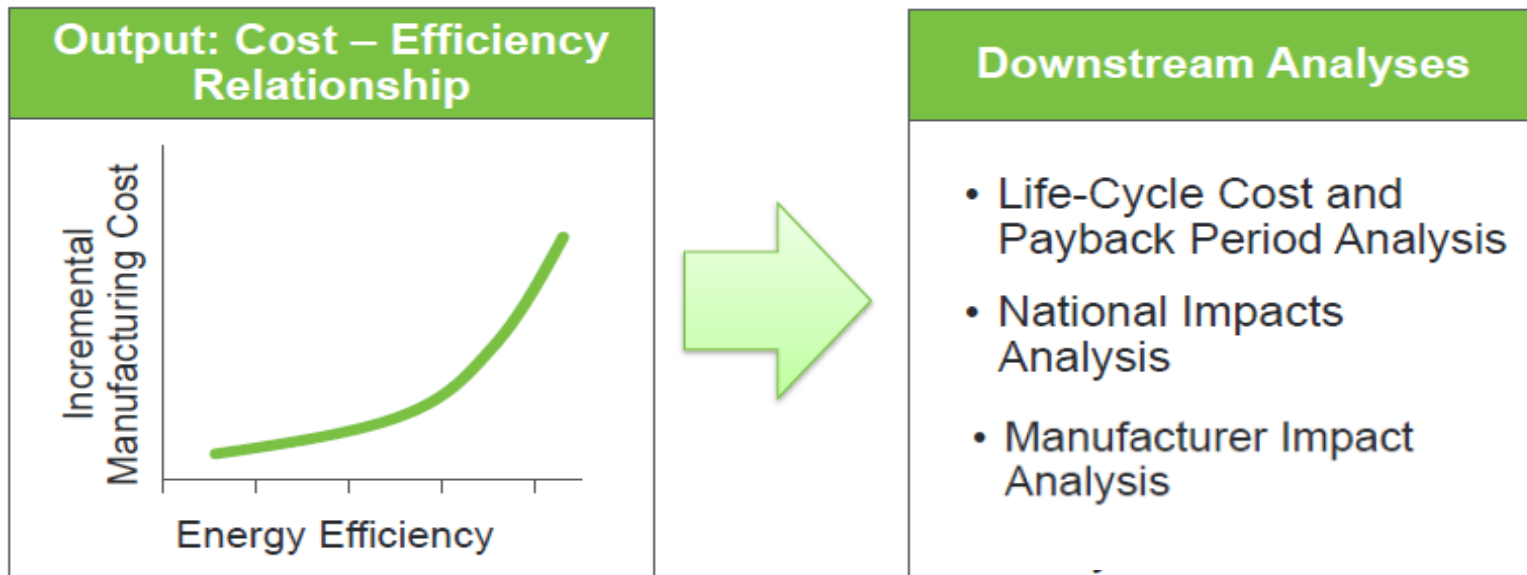 Output: Cost – Efficiency
Relationship
Incremental
Manufacturing Cost
Energy Efficiency
Downstream Analyses
• Life-Cycle Cost and
Payback Period Analysis
• National Impacts
Analysis
• Manufacturer Impact
Analysis